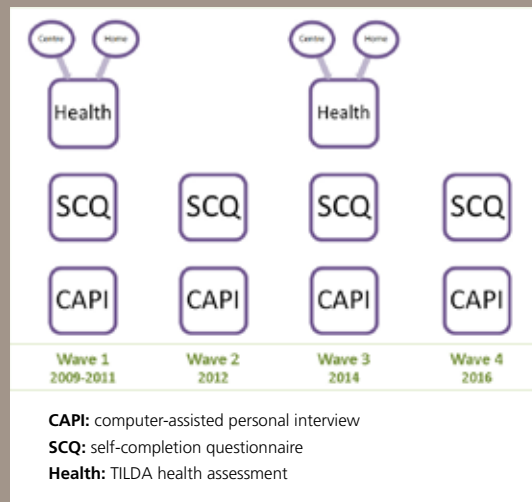 Centre Home Centre Home
Health Health
SCQ SCQ SCQ SCQ
CAPI CAPI CAPI CAPI
Wave 1 Wave 2 Wave 3 Wave 4
2009-2011 2012 2014 2016
CAPI: computer-assisted personal interview
SCQ: self-completion questionnaire
Health: TILDA health assessment